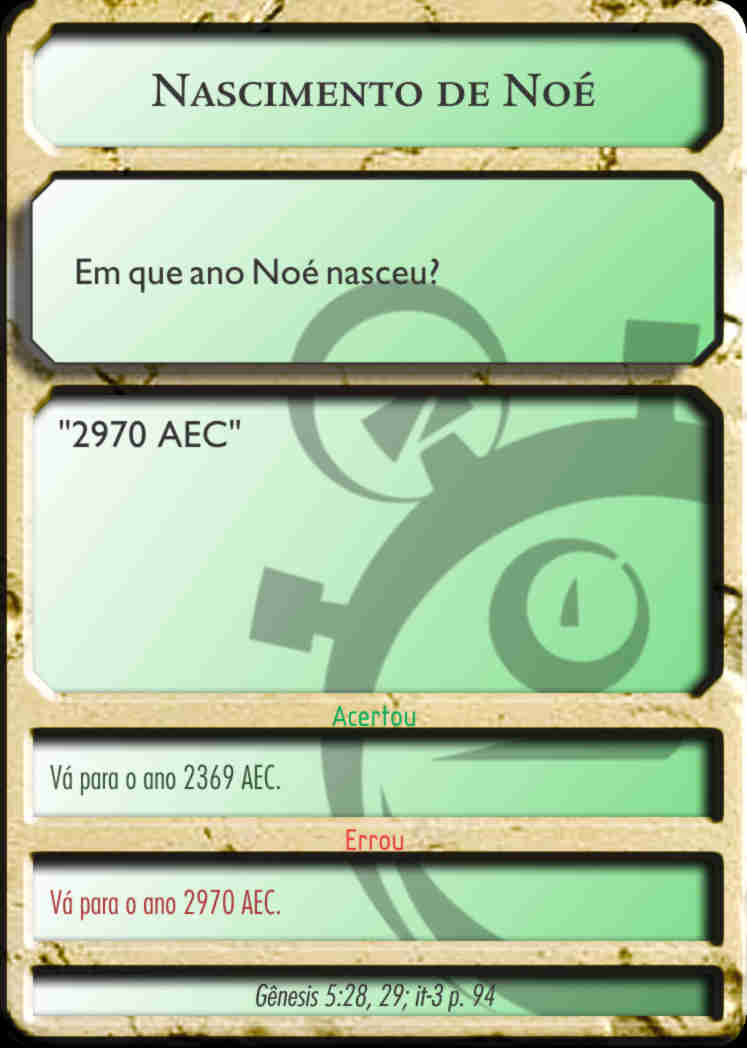 Nascimento de Noé
Em que ano Noé nasceu?
"2970 AEC"
Acertou
Vá para o ano 2369 AEC.
Errou
Vá para o ano 2970 AEC.
Gênesis 5:28, 29; it-3 p. 94